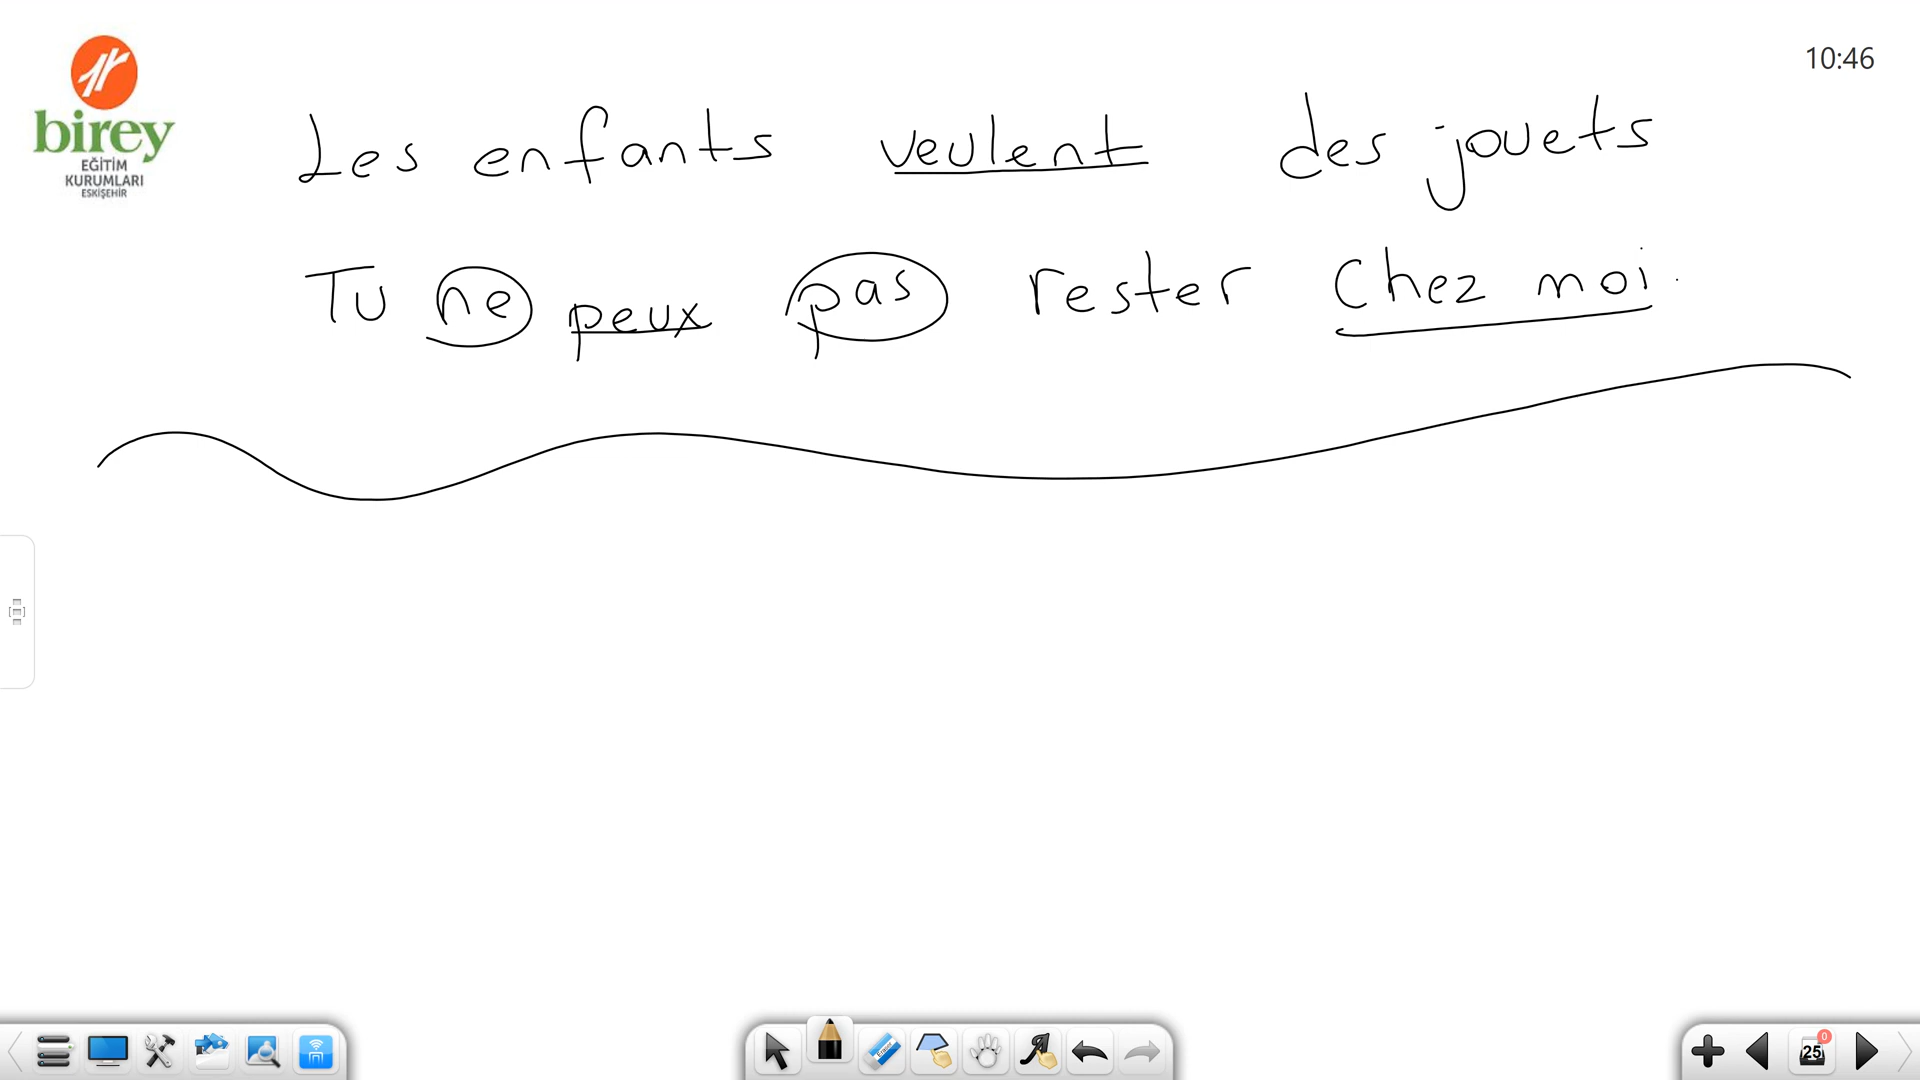 birey
EĞİTİM
KURUMLARI
ESKİŞEHİR
10:46
Les enfants veulent des jouets
Tu ne peux pas rester chez moi.
25
0